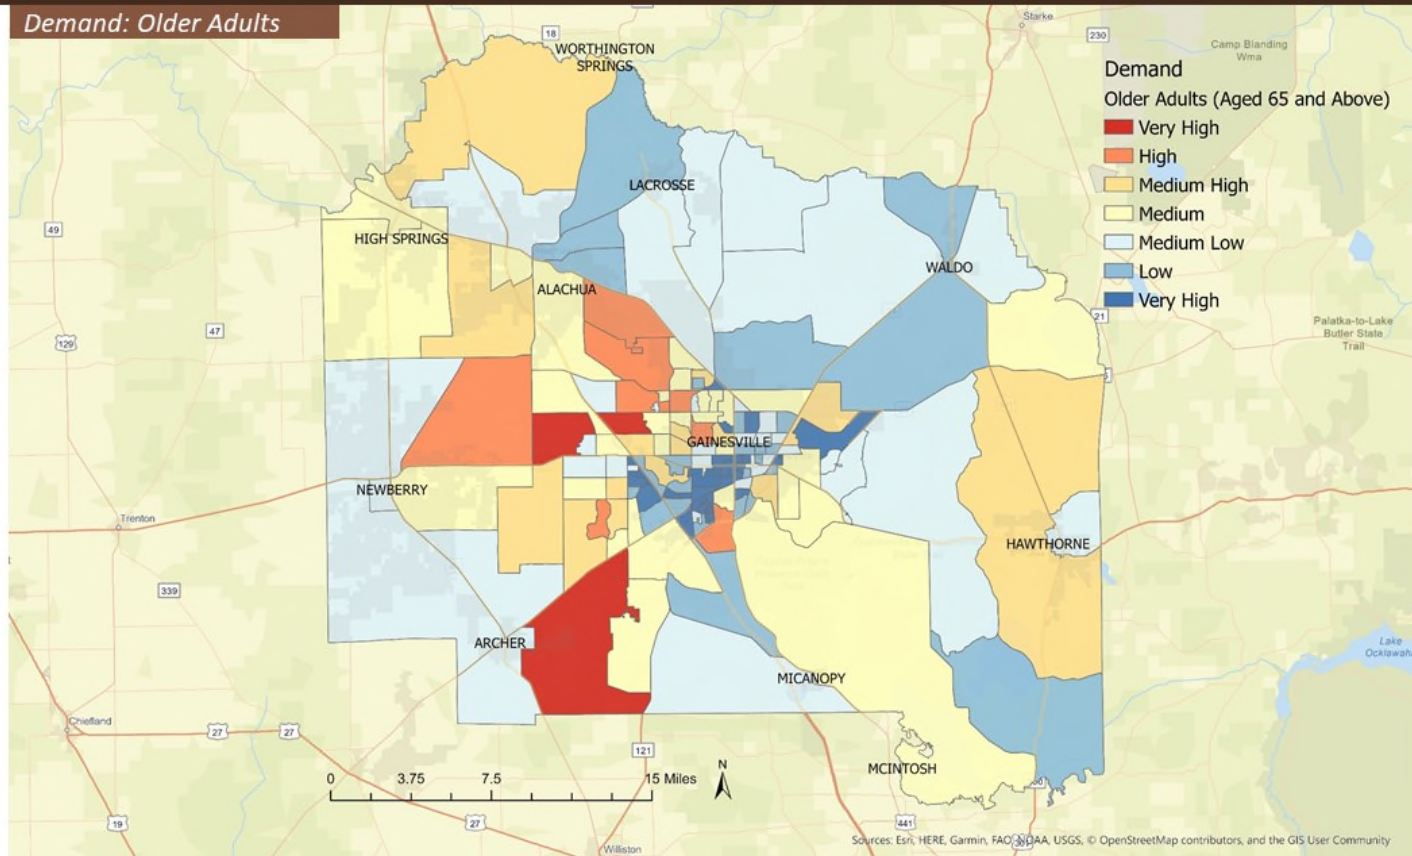 Demand: Older Adults
18
WORTHINGTON
SPRINGS
Starke
230
Camp Blanding
Wma
Demand
Older Adults (Aged 65 and Above)
Very High
High
Medium High
Medium
Medium Low
Low
Very High
LACROSSE
49
HIGH SPRINGS
WALDO
ALACHUA
21
47
129
Palatka-to-Lake
Butler State
Trail
GAINESVILLE
NEWBERRY
Trenton
HAWTHORNE
339
ARCHER
Lake
Ocklawaha
MICANOPY
Chiefland
27
27
121
MCINTOSH
N
0 3.75 7.5 15 Miles
19
27
441
301
Sources: Esri, HERE, Garmin, FAO, NOAA, USGS, © OpenStreetMap contributors, and the GIS User Community
Williston